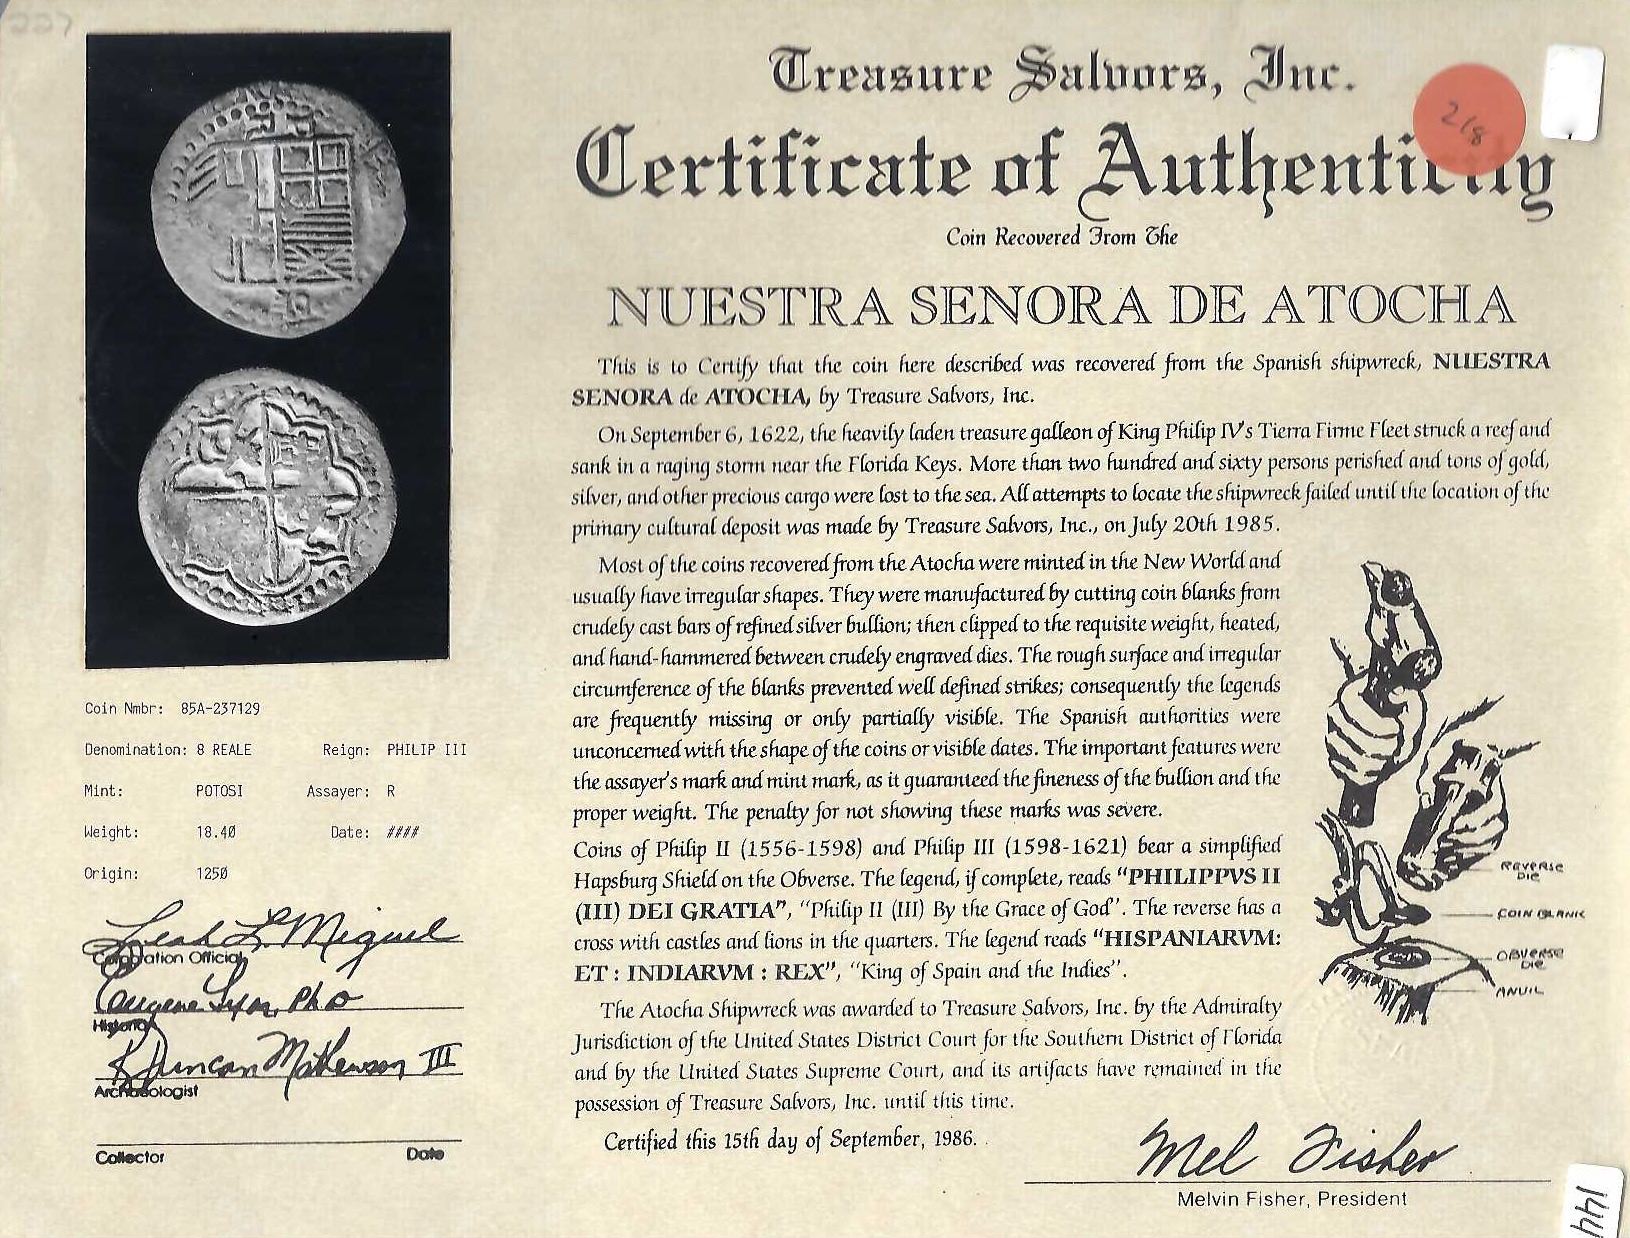 Treasure Salvors, Inc.
Certificate of Authenticity
218
Coin Recovered From The
NUESTRA SENORA DE ATOCHA
This is to Certify that the coin here described was recovered from the Spanish shipwreck, NUESTRA
SENORA de ATOCHA, by Treasure Salvors, Inc.
On September 6, 1622, the heavily laden treasure galleon of King Philip IV's Tierra Firme Fleet struck a reef and
sank in a raging storm near the Florida Keys. More than two hundred and sixty persons perished and tons of gold,
silver, and other precious cargo were lost to the sea. All attempts to locate the shipwreck failed until the location of the
primary cultural deposit was made by Treasure Salvors, Inc., on July 20th 1985.
Most of the coins recovered from the Atocha were minted in the New World and
usually have irregular shapes. They were manufactured by cutting coin blanks from
crudely cast bars of refined silver bullion; then clipped to the requisite weight, heated,
and hand-hammered between crudely engraved dies. The rough surface and irregular
circumference of the blanks prevented well defined strikes; consequently the legends
are frequently missing or only partially visible. The Spanish authorities were
unconcerned with the shape of the coins or visible dates. The important features were
the assayer's mark and mint mark, as it guaranteed the fineness of the bullion and the
proper weight. The penalty for not showing these marks was severe.
Coins of Philip II (1556-1598) and Philip III (1598-1621) bear a simplified
Hapsburg Shield on the Obverse. The legend, if complete, reads "PHILIPPVS II
(III) DEI GRATIA", "Philip II (III) By the Grace of God". The reverse has a
cross with castles and lions in the quarters. The legend reads "HISPANIARVM:
ET : INDIARVM : REX", "King of Spain and the Indies".
The Atocha Shipwreck was awarded to Treasure Salvors, Inc. by the Admiralty
Jurisdiction of the United States District Court for the Southern District of Florida
and by the United States Supreme Court, and its artifacts have remained in the
possession of Treasure Salvors, Inc. until this time.
Certified this 15th day of September, 1986.
REVERSE
DIE
COIN BLANK
OBVERSE
DIE
ANVIL
Mel Fisher
Melvin Fisher, President
144
Coin Nmbr: 85A-237129
Denomination: 8 REALE Reign: PHILIP III
Mint: POTOSI Assayer: R
Weight: 18.40 Date: ####
Origin: 1250
Leah L. Miguel
Corporation Official
Eugene Lyon, PhD
Historian
R Duncan Mathewson III
Archaeologist
Collector Date